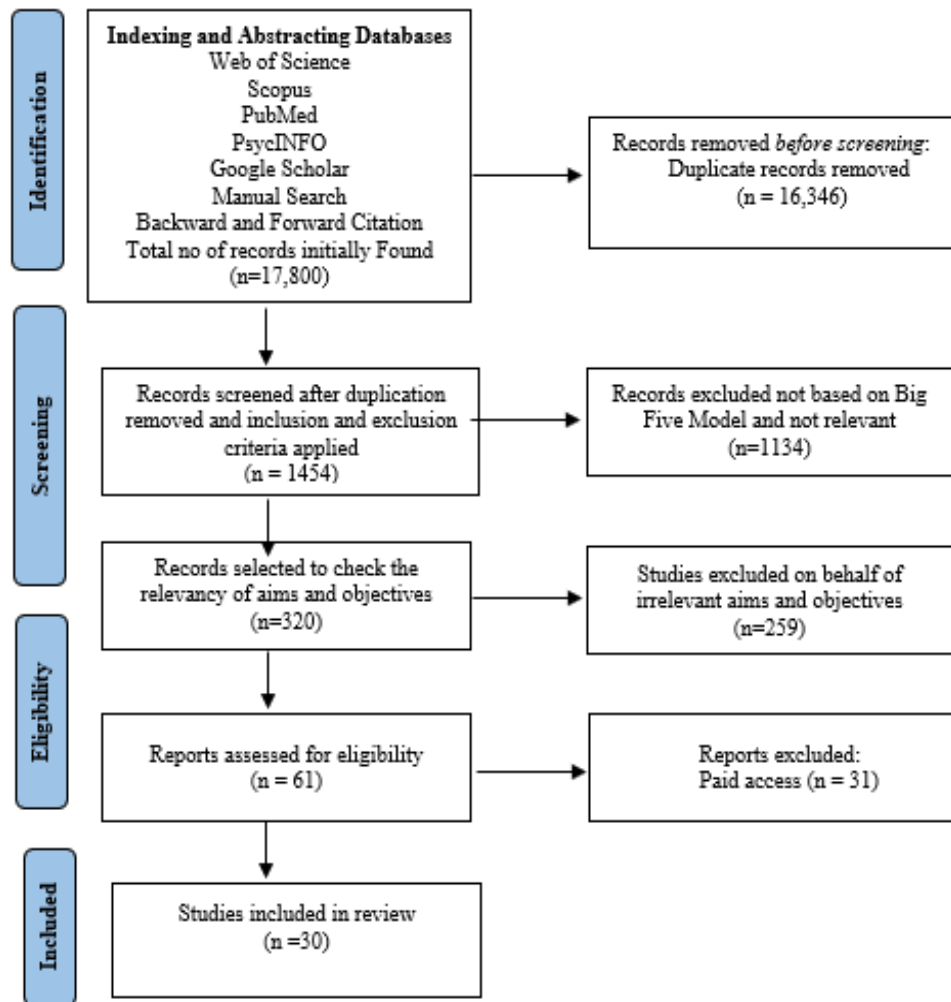 Identification
Indexing and Abstracting Databases
Web of Science
Scopus
PubMed
PsycINFO
Google Scholar
Manual Search
Backward and Forward Citation
Total no of records initially Found
(n=17,800)
Records removed before screening:
Duplicate records removed
(n = 16,346)
Screening
Records screened after duplication
removed and inclusion and exclusion
criteria applied
(n = 1454)
Records excluded not based on Big
Five Model and not relevant
(n=1134)
Records selected to check the
relevancy of aims and objectives
(n=320)
Studies excluded on behalf of
irrelevant aims and objectives
(n=259)
Eligibility
Reports assessed for eligibility
(n = 61)
Reports excluded:
Paid access (n = 31)
Included
Studies included in review
(n =30)